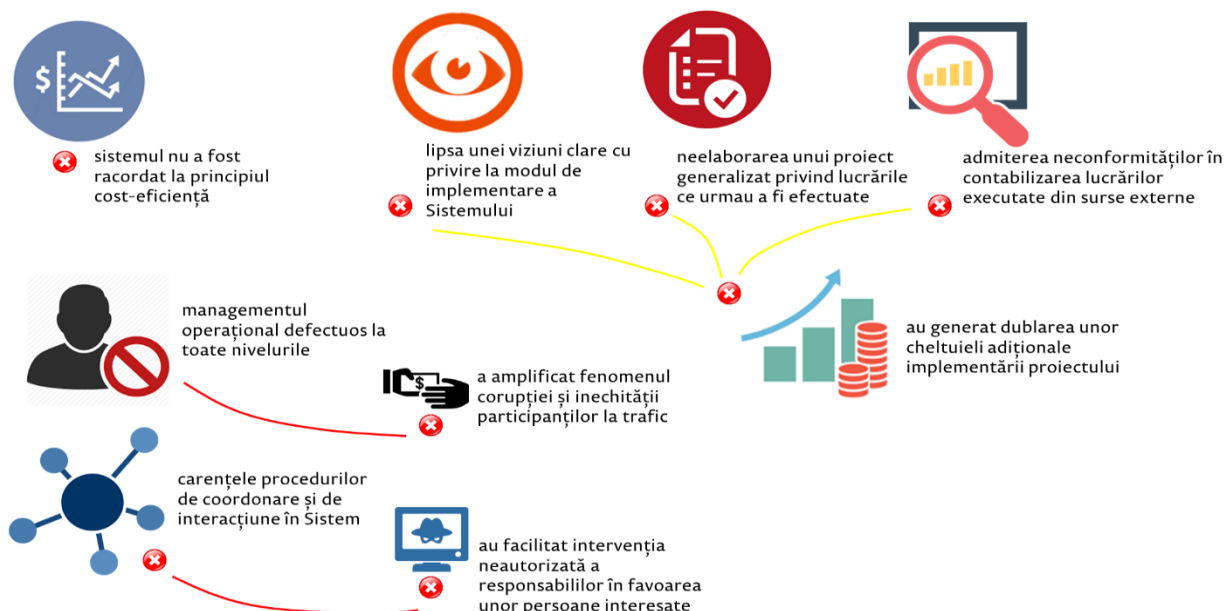 sistemul nu a fost
racordat la principiul
cost-eficiență
lipsa unei viziuni clare cu
privire la modul de
implementare a
Sistemului
neelaborarea unui proiect
generalizat privind lucrările
ce urmau a fi efectuate
admiterea neconformităților în
contabilizarea lucrărilor
executate din surse externe
au generat dublarea unor
cheltuieli adiționale
implementării proiectului
managementul
operațional defectuos la
toate nivelurile
a amplificat fenomenul
corupției și inechității
participanților la trafic
carențele procedurilor
de coordonare și de
interacțiune în Sistem
au facilitat intervenția
neautorizată a
responsabililor în favoarea
unor persoane interesate
$
$